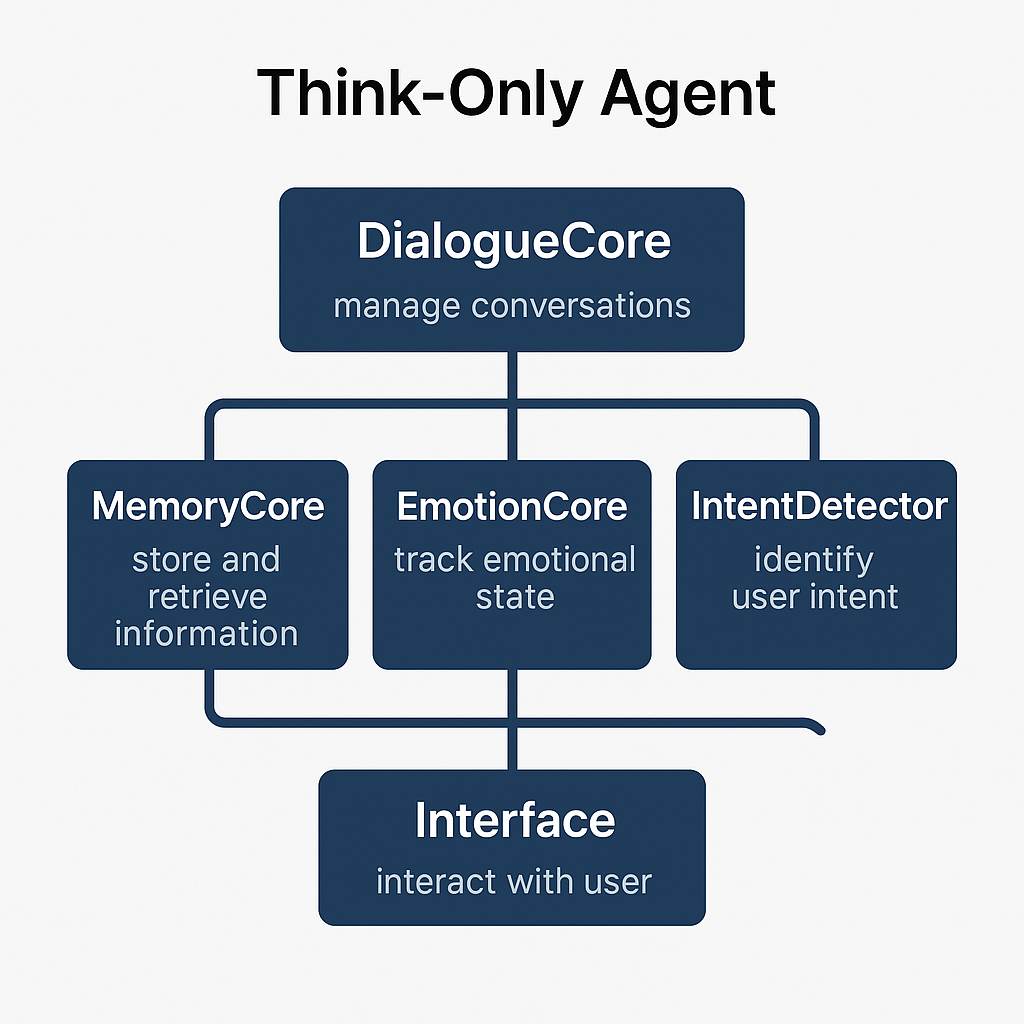 Think-Only Agent
DialogueCore
manage conversations
MemoryCore
store and
retrieve
information
EmotionCore
track emotional
state
IntentDetector
identify
user intent
Interface
interact with user